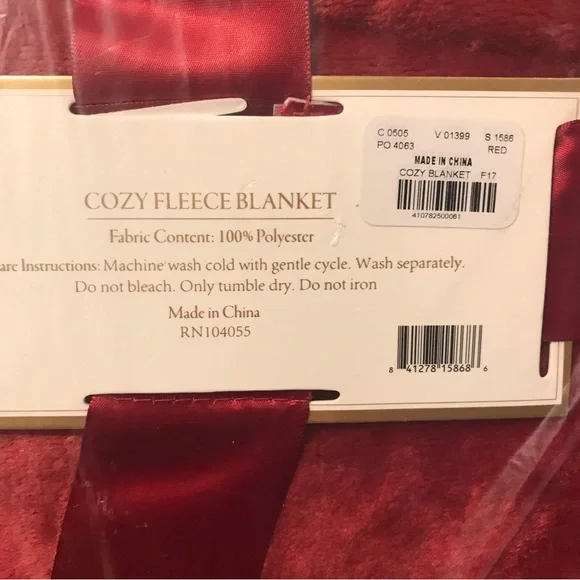 C 0505 V 01399 S 1586
PO 4063 RED
MADE IN CHINA
COZY BLANKET F17
410782500061
COZY FLEECE BLANKET
Fabric Content: 100% Polyester
are Instructions: Machine wash cold with gentle cycle. Wash separately.
Do not bleach. Only tumble dry. Do not iron
Made in China
RN104055
8 41278 15868 6